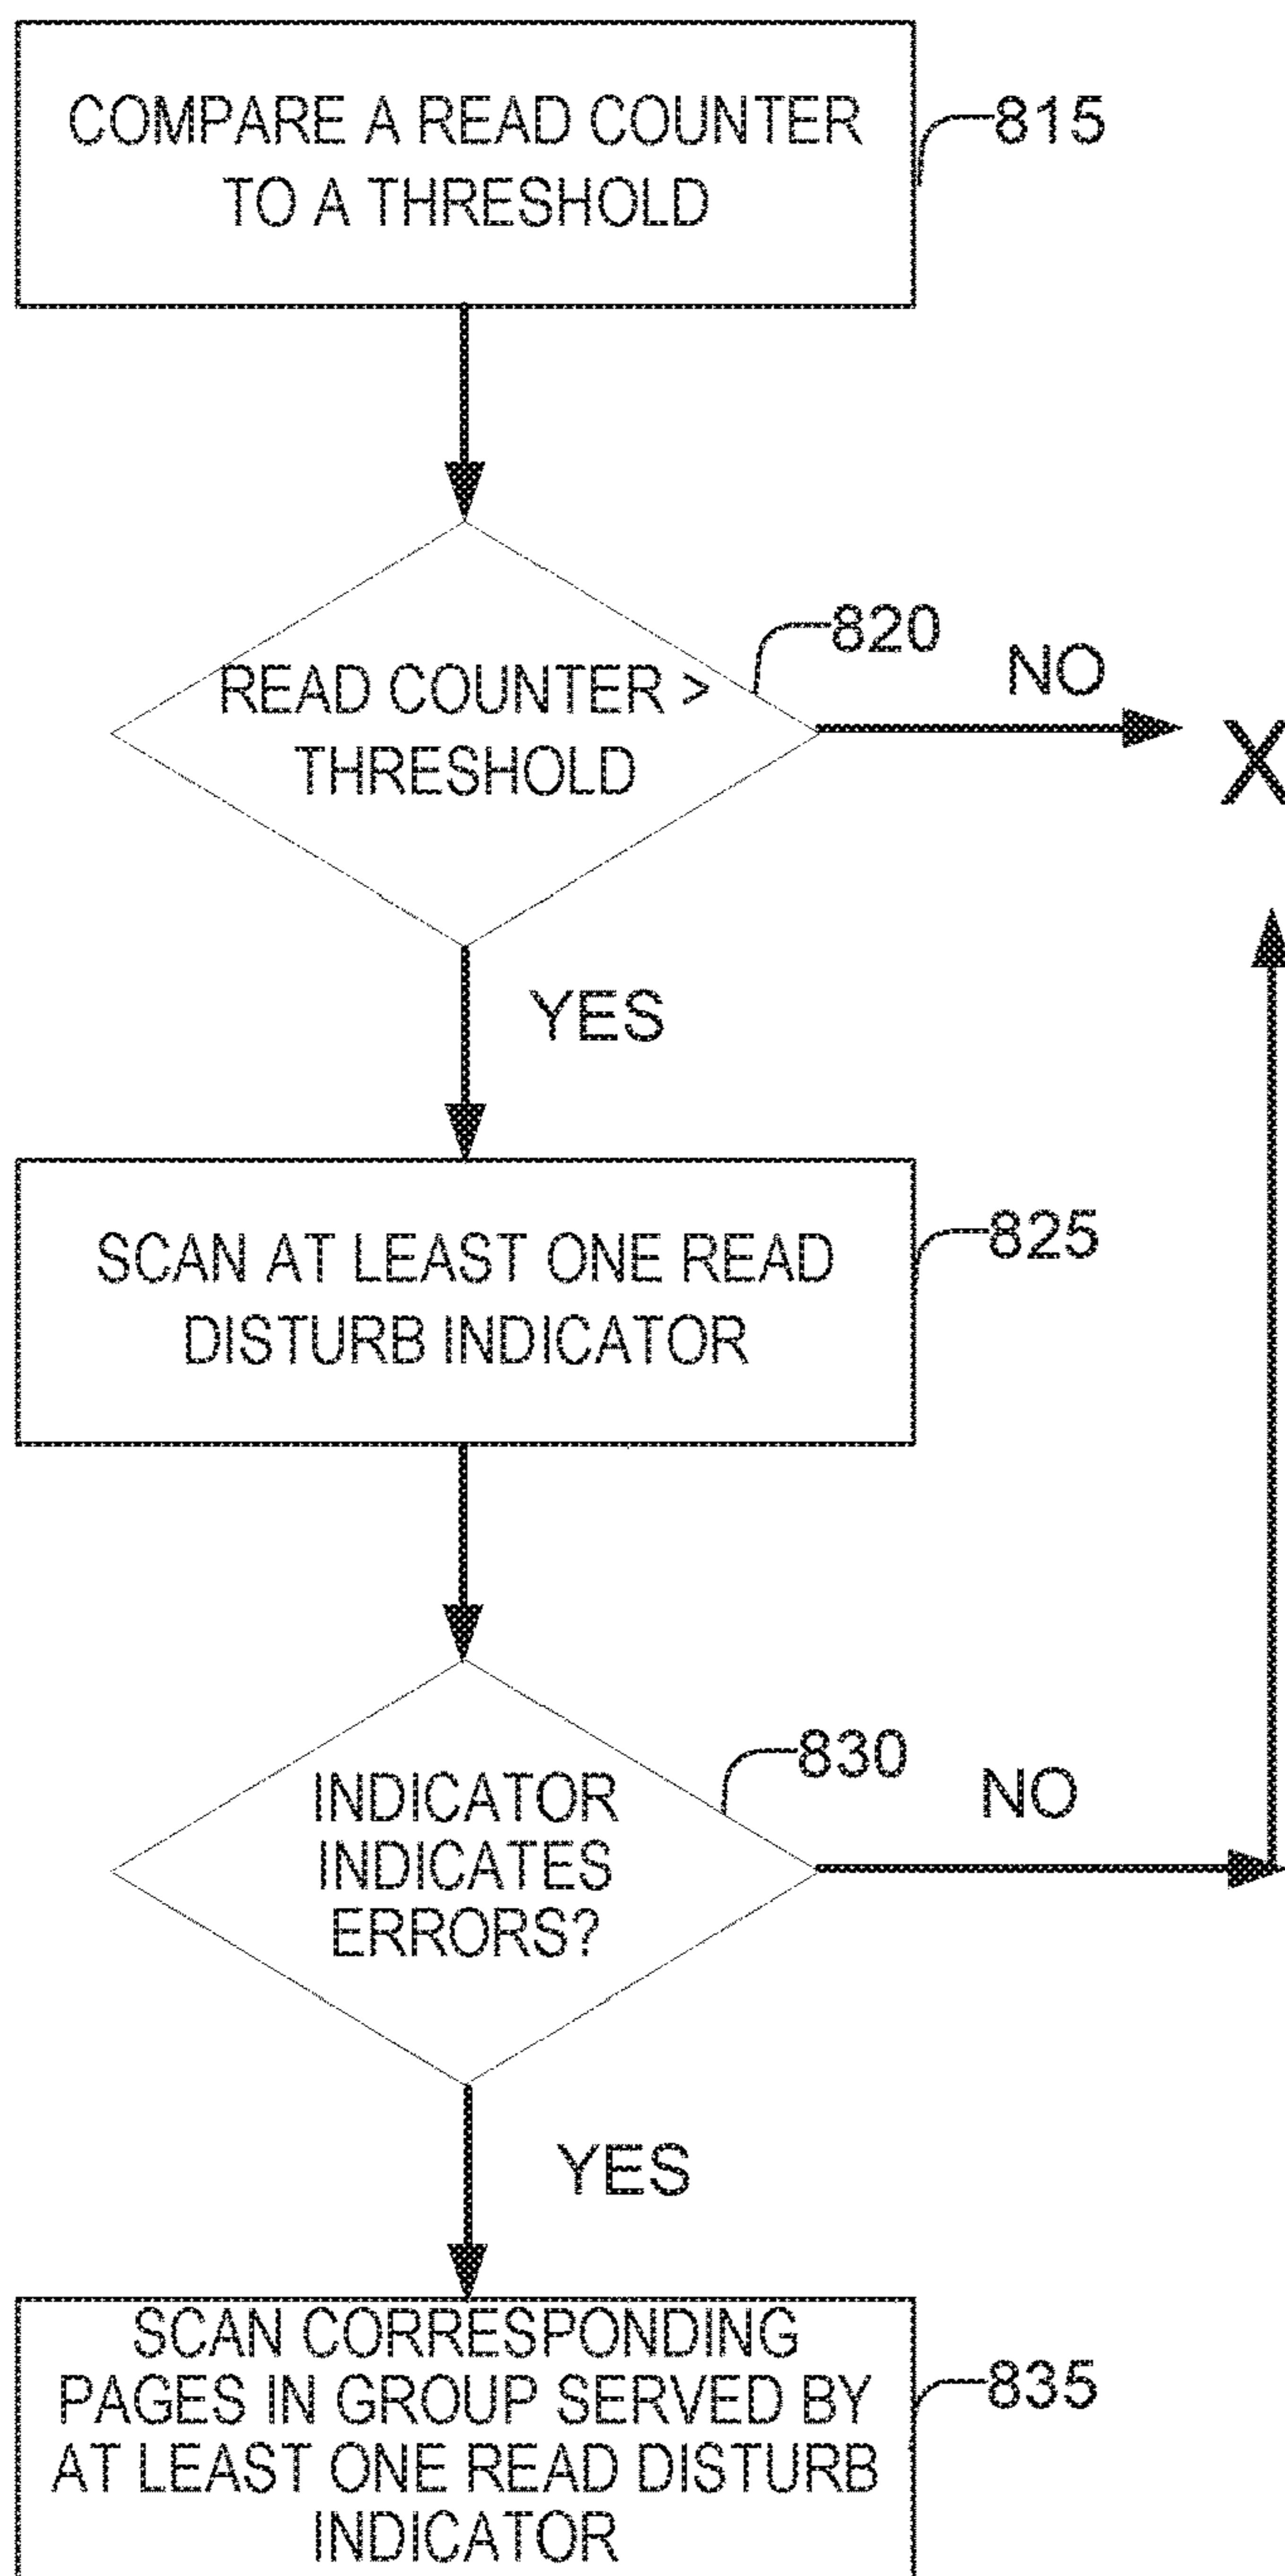 COMPARE A READ COUNTER
TO A THRESHOLD
815
820
READ COUNTER >
THRESHOLD
NO
X
YES
SCAN AT LEAST ONE READ
DISTURB INDICATOR
825
830
INDICATOR
INDICATES
ERRORS?
NO
YES
SCAN CORRESPONDING
PAGES IN GROUP SERVED BY
AT LEAST ONE READ DISTURB
INDICATOR
835